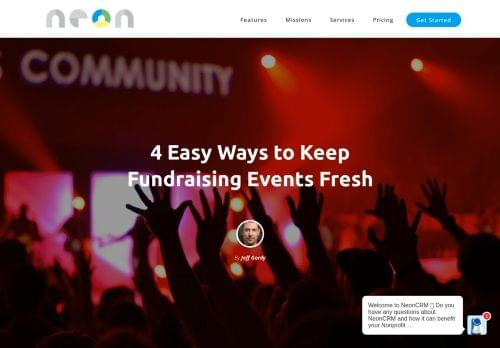 neon
Features
Missions
Services
Pricing
Get Started
S COMMUNITY
4 Easy Ways to Keep
Fundraising Events Fresh
By Jeff Gordy
Welcome to NeonCRM ▯ Do you
have any questions about
NeonCRM and how it can benefit
your Nonprofit ...
1